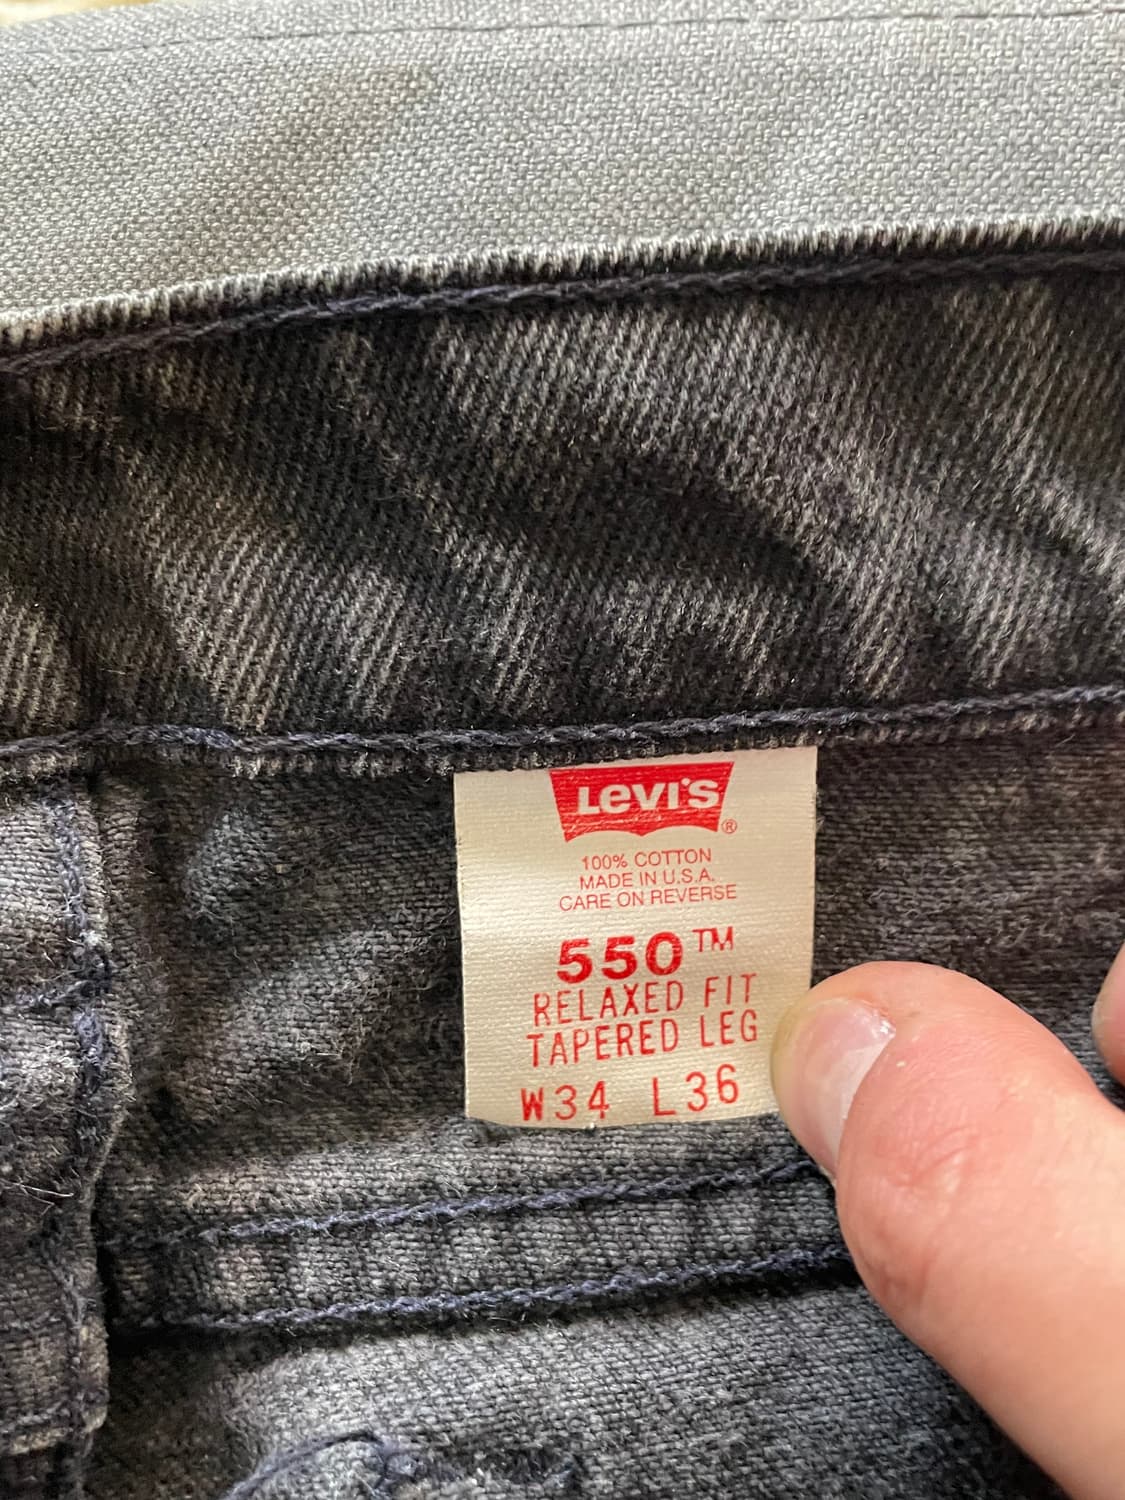 LEVI'S
®
100% COTTON
MADE IN U.S.A.
CARE ON REVERSE
550™
RELAXED FIT
TAPERED LEG
W34 L36